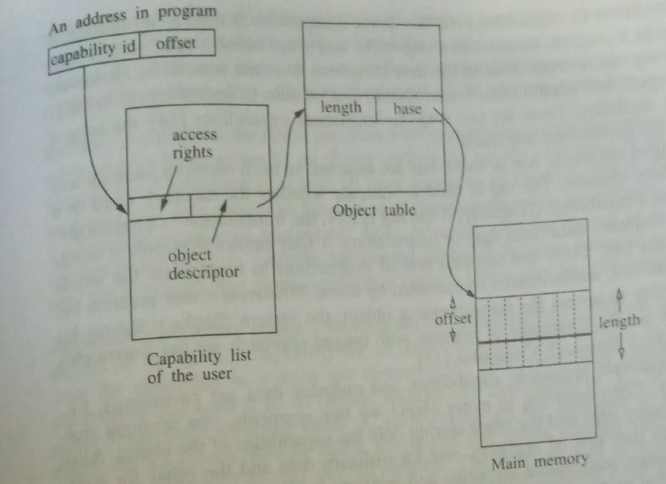 An address in program
capability id offset
access
rights
object
descriptor
Capability list
of the user
length base
Object table
offset
length
Main memory